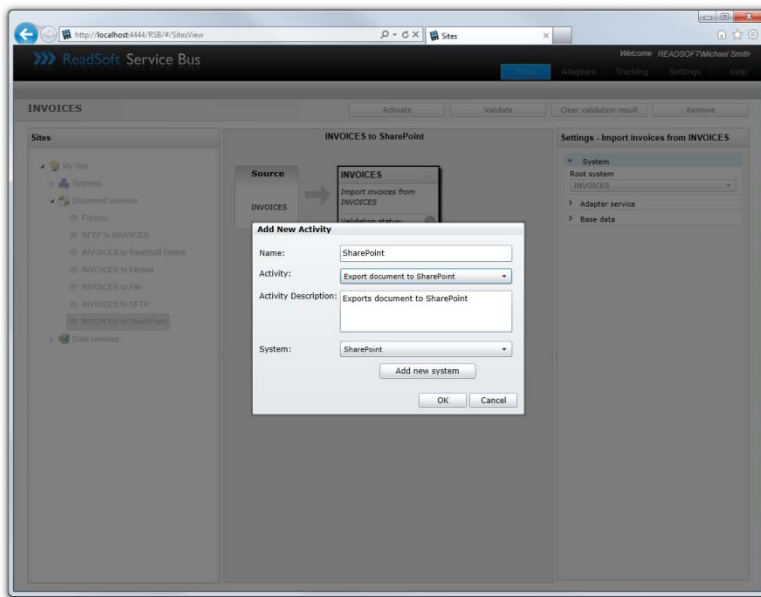 http://localhost:4444/RSB/#/SitesView
Sites
ReadSoft Service Bus
Welcome READSOFT\Michael Smith
Sites Adapters Tracking Settings Help
INVOICES
Activate Validate Clear validation result Remove
Sites
INVOICES to SharePoint
Settings - Import invoices from INVOICES
My Site
Systems
Document services
SFTP to INVOICES
INVOICES to ReadSoft Online
INVOICES to FileNet
INVOICES to File
INVOICES to SFTP
INVOICES to SharePoint
Data services
Source
INVOICES
INVOICES
Import invoices from
INVOICES
Validation status:
System
Root system
INVOICES
Adapter service
Base data
Add New Activity
Name: SharePoint
Activity: Export document to SharePoint
Activity Description: Exports document to SharePoint
System: SharePoint
Add new system
OK Cancel